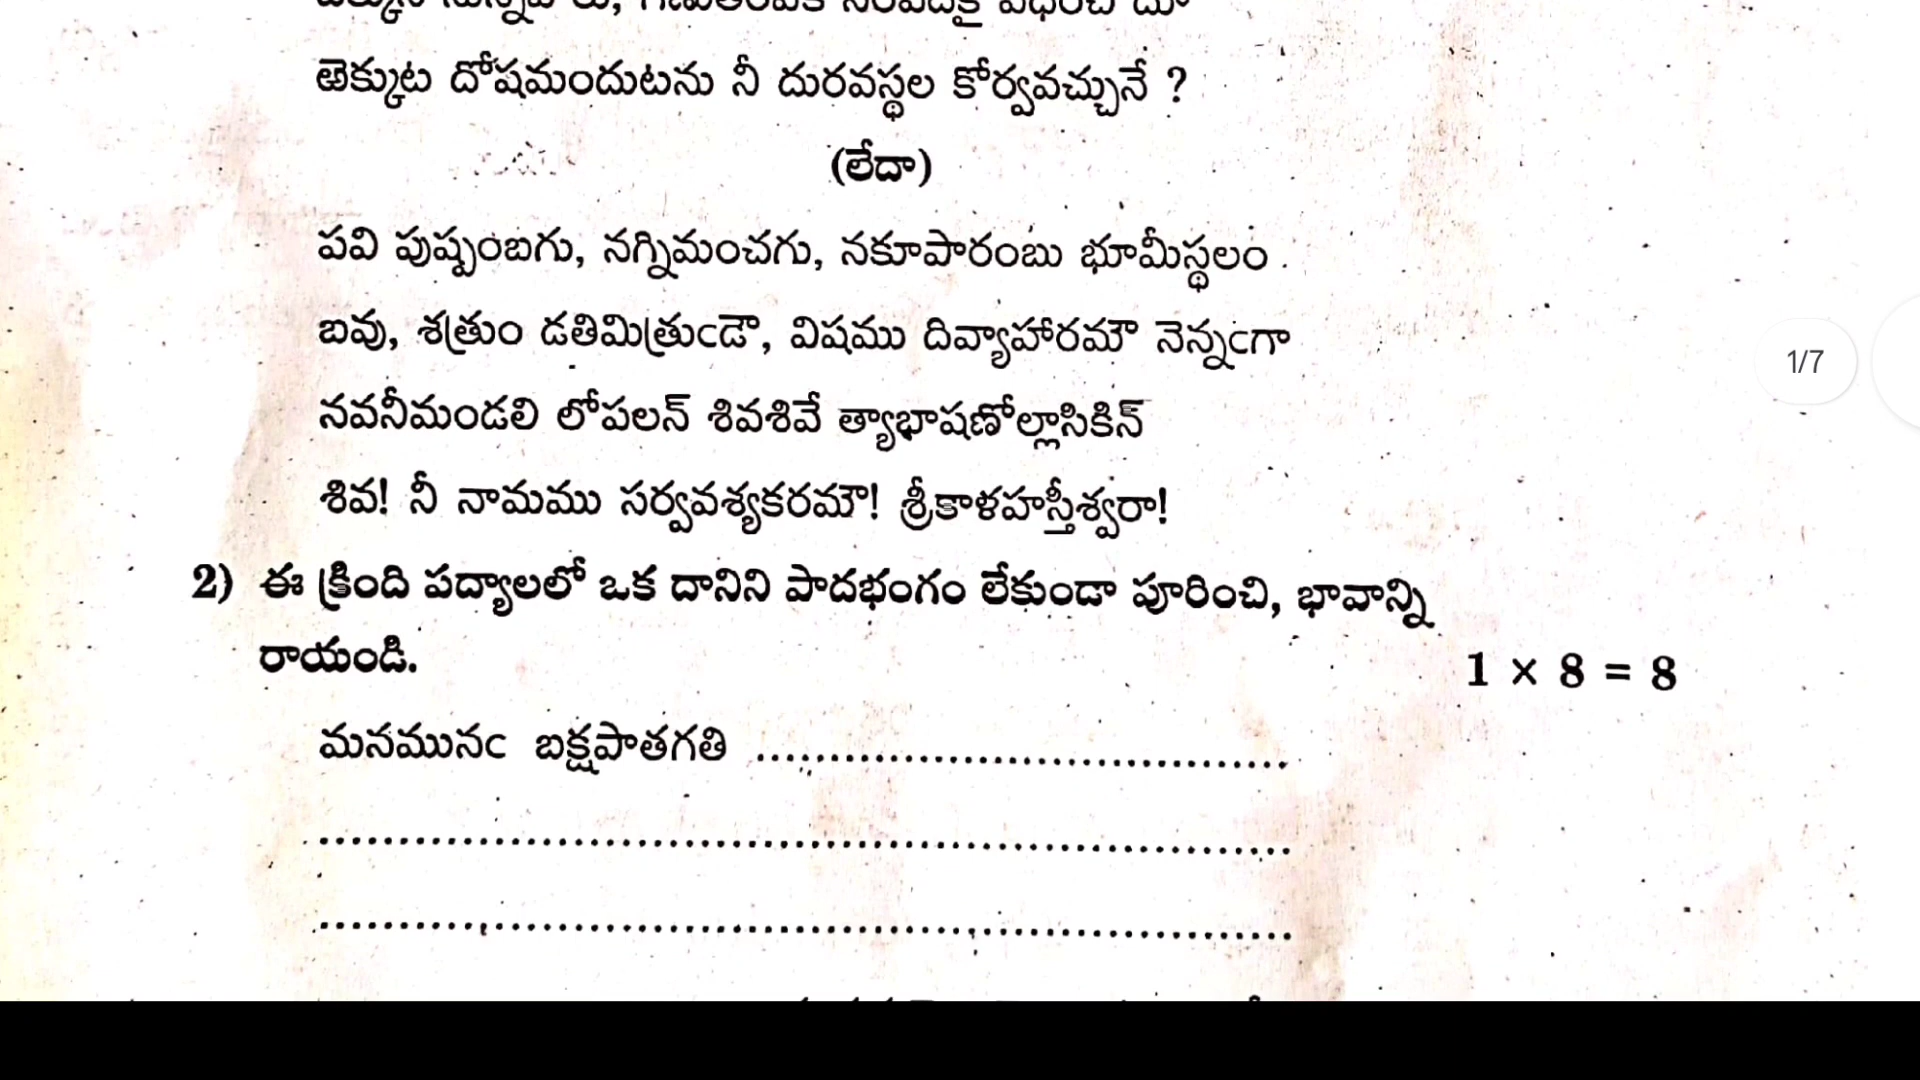 ఱెక్కుట దోషమందుటను నీ దురవస్థల కోర్వవచ్చునే ?
(లేదా)
పవి పుష్పంబగు, నగ్నిమంచగు, నకూపారంబు భూమీస్థలం
బవు, శత్రుం డతిమిత్రుఁడౌ, విషము దివ్యాహారమౌ నెన్నఁగా
నవనీమండలి లోపలన్ శివశివే త్యాభాషణోల్లాసికిన్
శివ! నీ నామము సర్వవశ్యకరమౌ! శ్రీకాళహస్తీశ్వరా!
1/7
2) ఈ క్రింది పద్యాలలో ఒక దానిని పాదభంగం లేకుండా పూరించి, భావాన్ని
రాయండి.
1 × 8 = 8
మనమునఁ బక్షపాతగతి ......................................
..............................................................
..............................................................